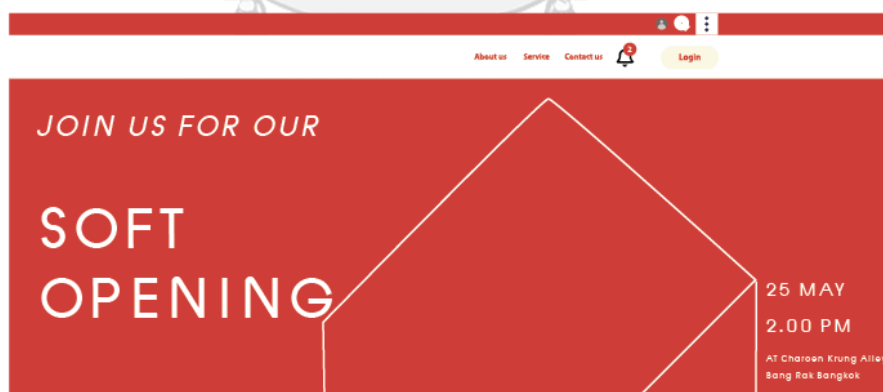 About us Service Contact us 2 Login
JOIN US FOR OUR
SOFT
OPENING
25 MAY
2.00 PM
AT Charoen Krung Alley
Bang Rak Bangkok